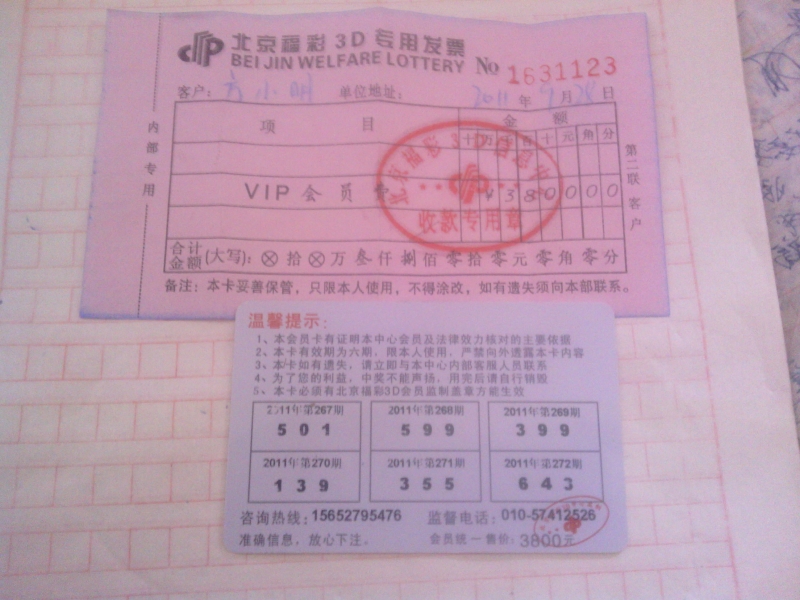 北京福彩 3D 专用发票
BEI JIN WELFARE LOTTERY No 1631123
客户: 方小明 单位地址: 2011 年 9 月 28 日
项 目 金 额
十 万 千 百 十 元 角 分
VIP 会 员 费 ¥ 3 8 0 0 0 0 0
收款专用章
合计金额 (大写): ⊗ 拾 ⊗ 万 叁 仟 捌 佰 零 拾 零 元 零 角 零 分
备注: 本卡妥善保管，只限本人使用，不得涂改，如有遗失须向本部联系。
内部专用
第二联 客户
温馨提示:
1、本会员卡有证明本中心会员及法律效力核对的主要依据
2、本卡有效期为六期，限本人使用，严禁向外透露本卡内容
3、本卡如有遗失，请立即与本中心内部客服人员联系
4、为了您的利益，中奖不能声扬，用完后请自行销毁
5、本卡必须有北京福彩3D会员监制盖章方能生效
2011年第267期 2011年第268期 2011年第269期
5 0 1 5 9 9 3 9 9
2011年第270期 2011年第271期 2011年第272期
1 3 9 3 5 5 6 4 3
咨询热线: 15652795476 监督电话: 010-57412526
准确信息，放心下注。 会员统一售价: 3800元